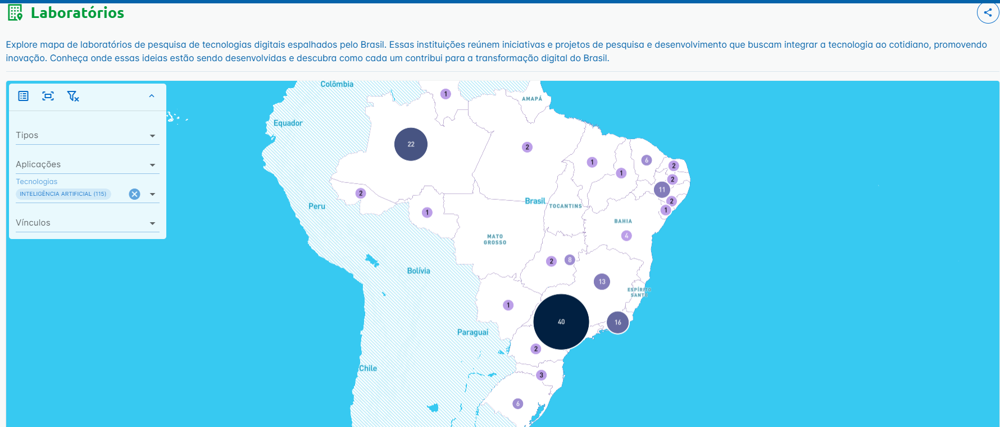 Laboratórios
Explore mapa de laboratórios de pesquisa de tecnologias digitais espalhados pelo Brasil. Essas instituições reúnem iniciativas e projetos de pesquisa e desenvolvimento que buscam integrar a tecnologia ao cotidiano, promovendo
inovação. Conheça onde essas ideias estão sendo desenvolvidas e descubra como cada um contribui para a transformação digital do Brasil.
Tipos
Aplicações
Tecnologias
INTELIGÊNCIA ARTIFICIAL (115)
Vínculos
Colômbia
1
AMAPÁ
Equador
22
2
1
6
2
1
2
11
2
2
Brasil
TOCANTINS
Peru
1
1
BAHIA
4
MATO
GROSSO
2
8
Bolívia
13
ESPÍRITO
SANTO
1
40
16
Paraguai
2
Chile
3
6